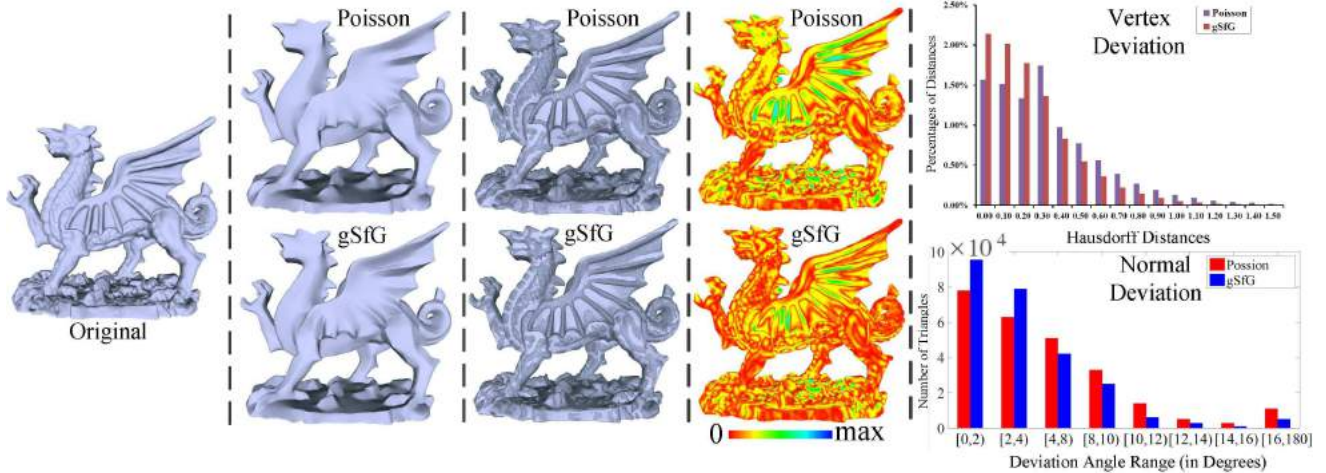 Original
Poisson
gSfG
Poisson
gSfG
Poisson
gSfG
0 max
2.50%
2.00%
1.50%
1.00%
0.50%
0.00%
Percentages of Distances
Vertex
Deviation
Poisson
gSfG
0.00 0.10 0.20 0.30 0.40 0.50 0.60 0.70 0.80 0.90 1.00 1.10 1.20 1.30 1.40 1.50
Hausdorff Distances
10 × 10 4
8
6
4
2
0
Number of Triangles
Normal
Deviation
Possion
gSfG
[0,2) [2,4) [4,8) [8,10) [10,12) [12,14) [14,16) [16,180]
Deviation Angle Range (in Degrees)